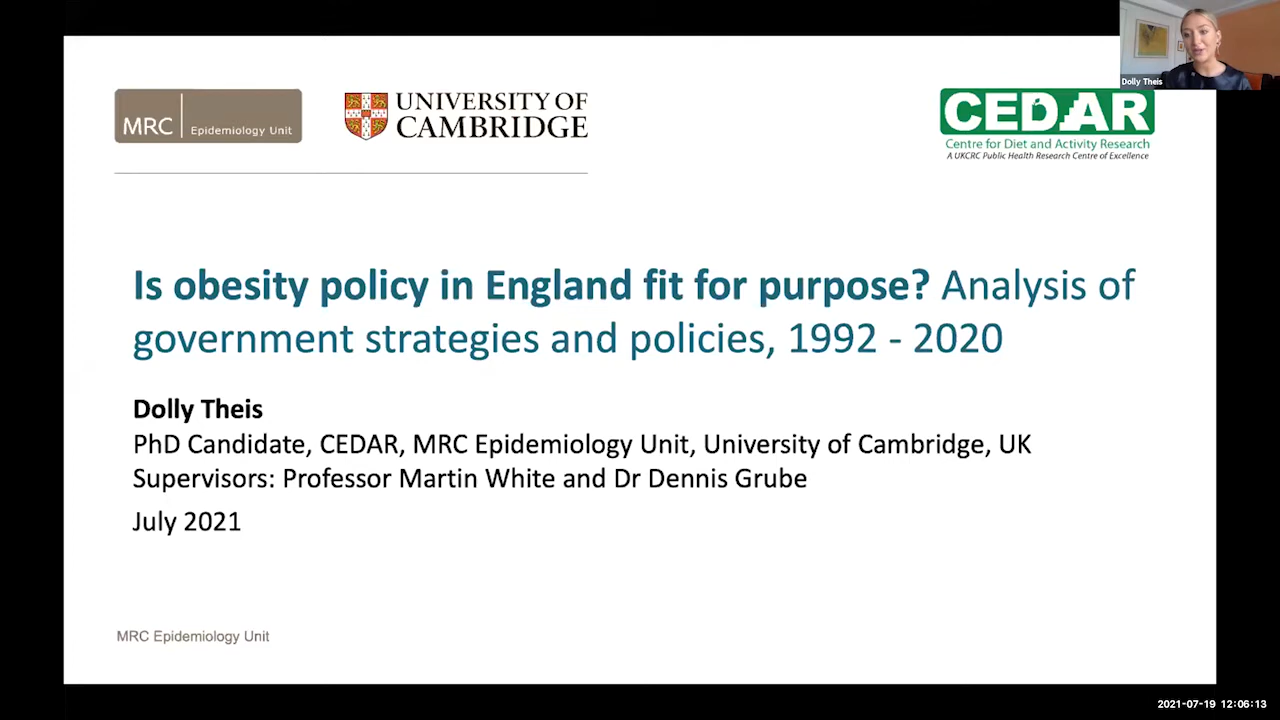 Dolly Theis
MRC Epidemiology Unit
UNIVERSITY OF
CAMBRIDGE
CEDAR
Centre for Diet and Activity Research
A UKCRC Public Health Research Centre of Excellence
Is obesity policy in England fit for purpose? Analysis of
government strategies and policies, 1992 - 2020
Dolly Theis
PhD Candidate, CEDAR, MRC Epidemiology Unit, University of Cambridge, UK
Supervisors: Professor Martin White and Dr Dennis Grube
July 2021
MRC Epidemiology Unit
2021-07-19 12:06:13